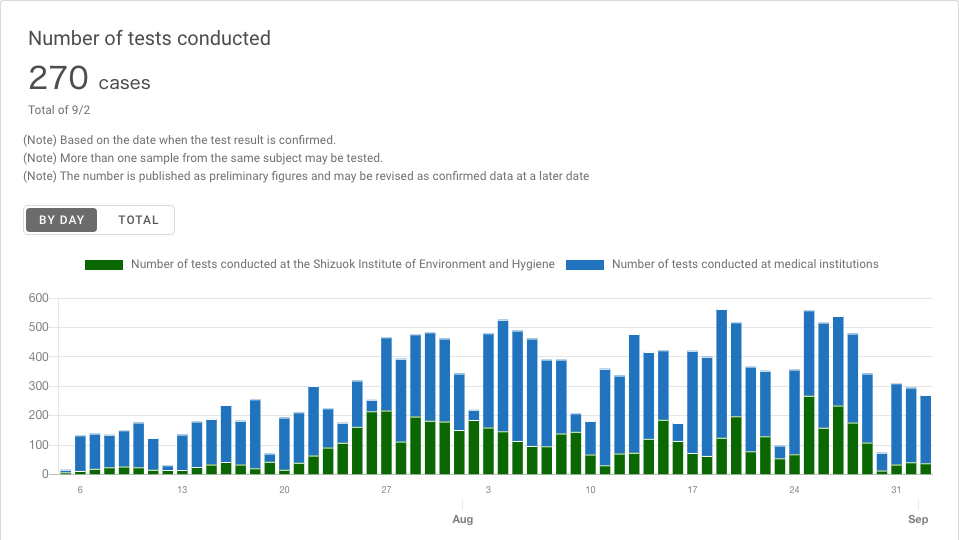 Number of tests conducted
270 cases
Total of 9/2
(Note) Based on the date when the test result is confirmed.
(Note) More than one sample from the same subject may be tested.
(Note) The number is published as preliminary figures and may be revised as confirmed data at a later date
BY DAY TOTAL
Number of tests conducted at the Shizuok Institute of Environment and Hygiene Number of tests conducted at medical institutions
600
500
400
300
200
100
0
6 13 20 27 3 10 17 24 31
Aug Sep